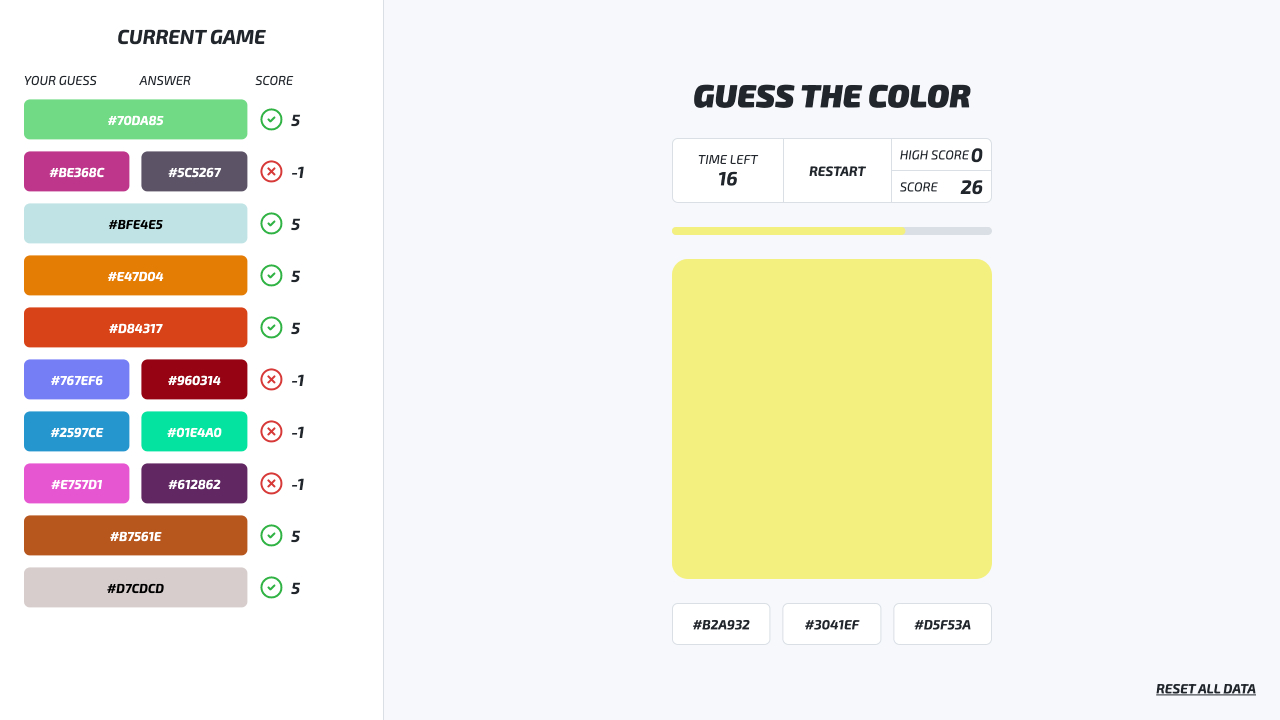 CURRENT GAME
YOUR GUESS ANSWER SCORE
#70DA85 5
#BE368C #5C5267 -1
#BFE4E5 5
#E47D04 5
#D84317 5
#767EF6 #960314 -1
#2597CE #01E4A0 -1
#E757D1 #612862 -1
#B7561E 5
#D7CDCD 5
GUESS THE COLOR
TIME LEFT
16
RESTART
HIGH SCORE 0
SCORE 26
#B2A932 #3041EF #D5F53A
RESET ALL DATA